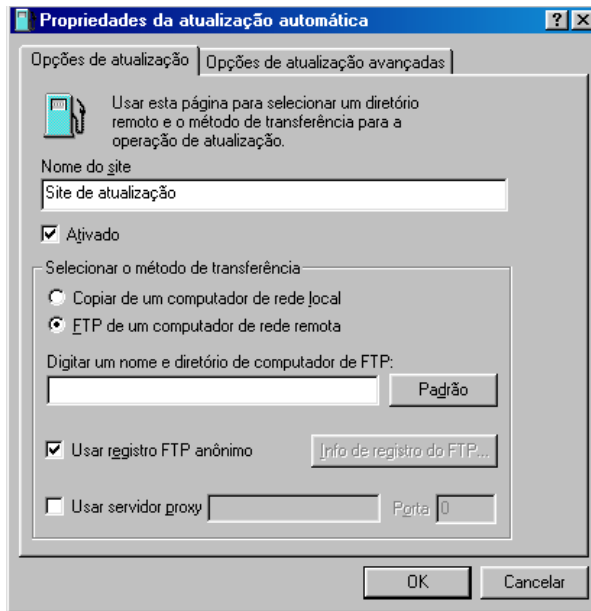 Propriedades da atualização automática
Opções de atualização
Opções de atualização avançadas
Usar esta página para selecionar um diretório
remoto e o método de transferência para a
operação de atualização.
Nome do site
Site de atualização
Ativado
Selecionar o método de transferência
Copiar de um computador de rede local
FTP de um computador de rede remota
Digitar um nome e diretório de computador de FTP:
Padrão
Usar registro FTP anônimo
Info de registro do FTP...
Usar servidor proxy
Porta
0
OK
Cancelar